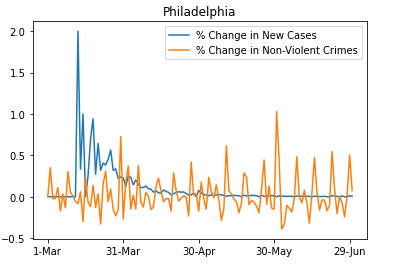 Philadelphia
% Change in New Cases
% Change in Non-Violent Crimes
2.0
1.5
1.0
0.5
0.0
−0.5
1-Mar 31-Mar 30-Apr 30-May 29-Jun